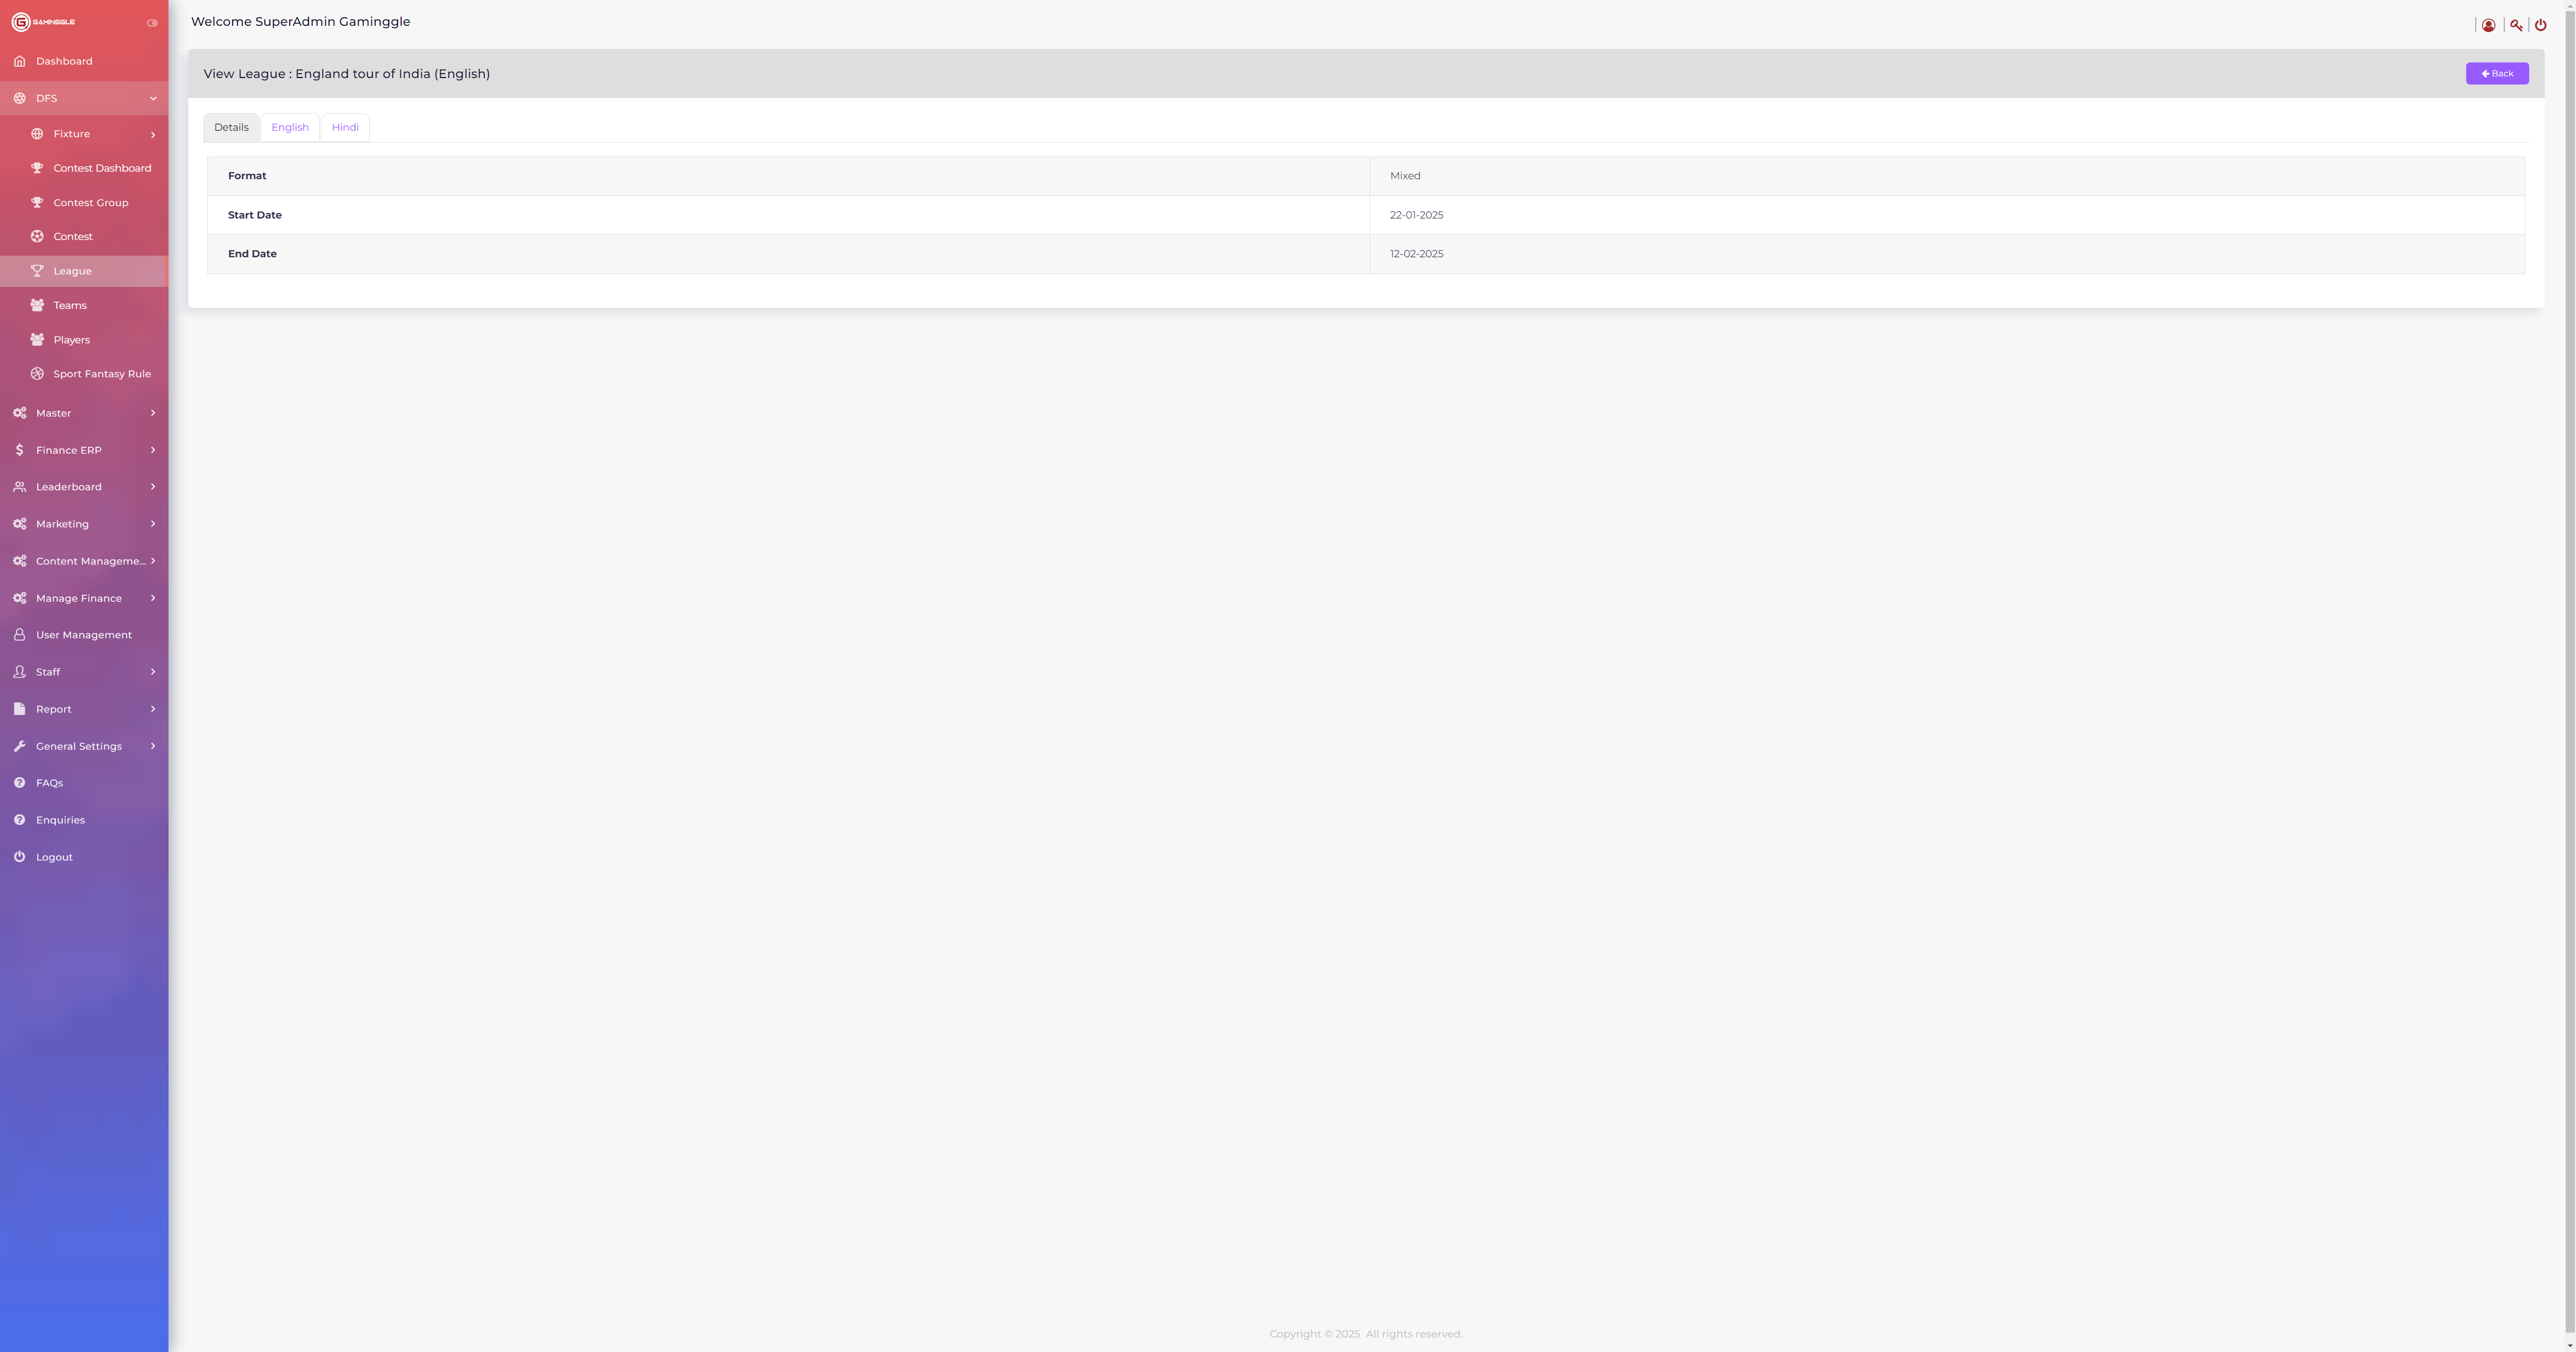 GAMINGGLE
Dashboard
DFS
Fixture
Contest Dashboard
Contest Group
Contest
League
Teams
Players
Sport Fantasy Rule
Master
Finance ERP
Leaderboard
Marketing
Content Manageme...
Manage Finance
User Management
Staff
Report
General Settings
FAQs
Enquiries
Logout
Welcome SuperAdmin Gaminggle
View League : England tour of India (English)
Back
Details English Hindi
Format Mixed
Start Date 22-01-2025
End Date 12-02-2025
Copyright © 2025 All rights reserved.